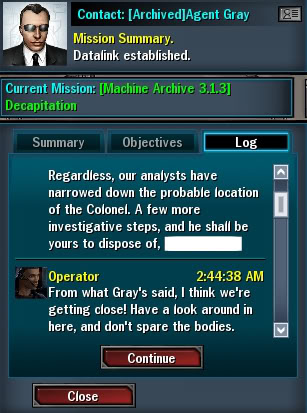 Contact: [Archived]Agent Gray
Mission Summary.
Datalink established.
Current Mission: [Machine Archive 3.1.3]
Decapitation
Summary
Objectives
Log
Regardless, our analysts have
narrowed down the probable location
of the Colonel. A few more
investigative steps, and he shall be
yours to dispose of,
Operator 2:44:38 AM
From what Gray's said, I think we're
getting close! Have a look around in
here, and don't spare the bodies.
Continue
Close